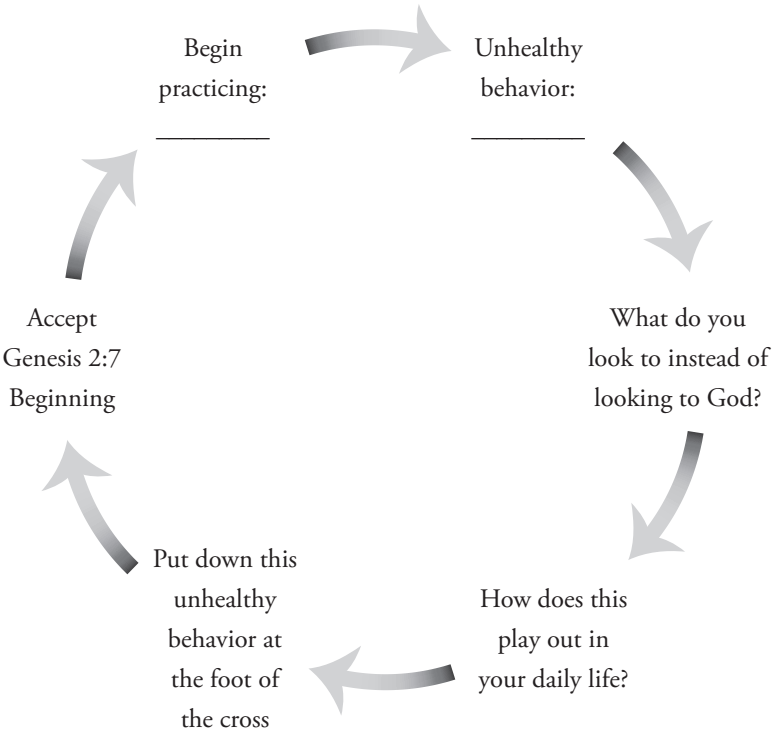 Begin
practicing:
_________
Unhealthy
behavior:
_________
What do you
look to instead of
looking to God?
How does this
play out in
your daily life?
Put down this
unhealthy
behavior at
the foot of
the cross
Accept
Genesis 2:7
Beginning